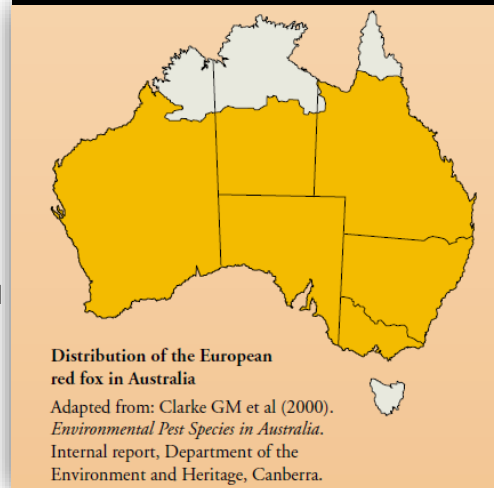 Distribution of the European
red fox in Australia
Adapted from: Clarke GM et al (2000).
Environmental Pest Species in Australia.
Internal report, Department of the
Environment and Heritage, Canberra.